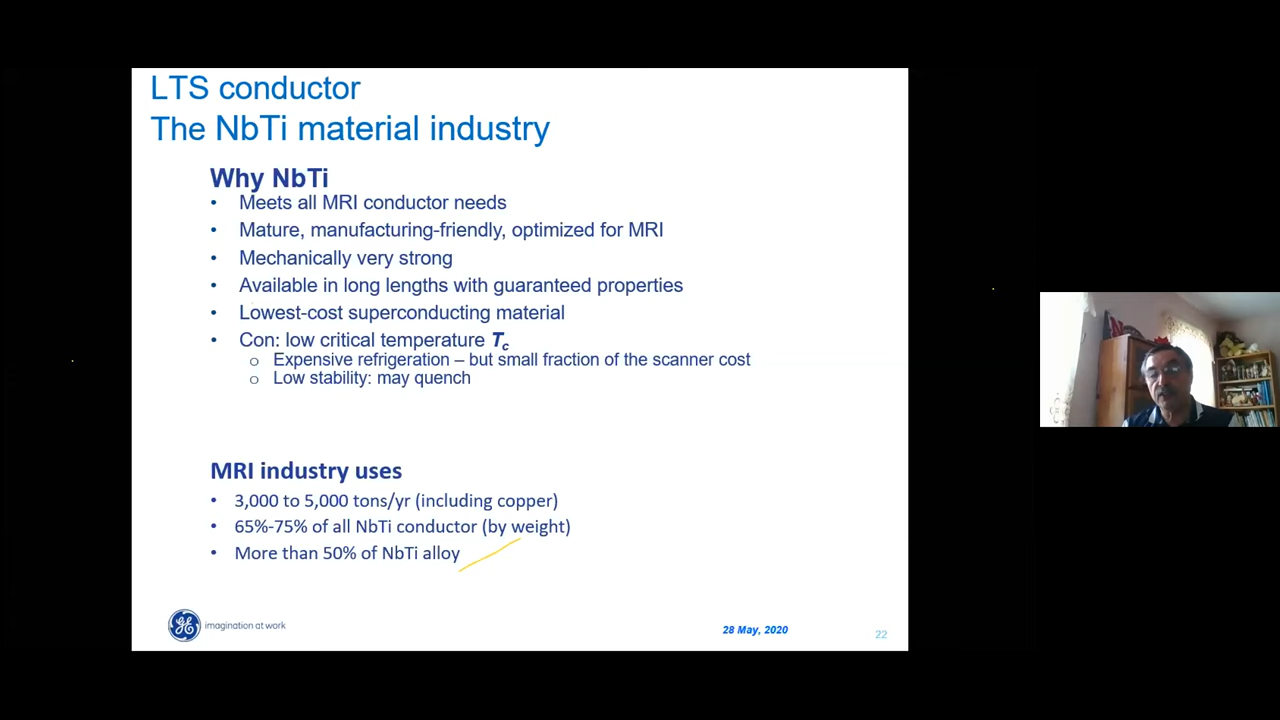 LTS conductor
The NbTi material industry
Why NbTi
• Meets all MRI conductor needs
• Mature, manufacturing-friendly, optimized for MRI
• Mechanically very strong
• Available in long lengths with guaranteed properties
• Lowest-cost superconducting material
• Con: low critical temperature Tc
o Expensive refrigeration – but small fraction of the scanner cost
o Low stability: may quench
MRI industry uses
• 3,000 to 5,000 tons/yr (including copper)
• 65%-75% of all NbTi conductor (by weight)
• More than 50% of NbTi alloy
GE imagination at work
28 May, 2020
22